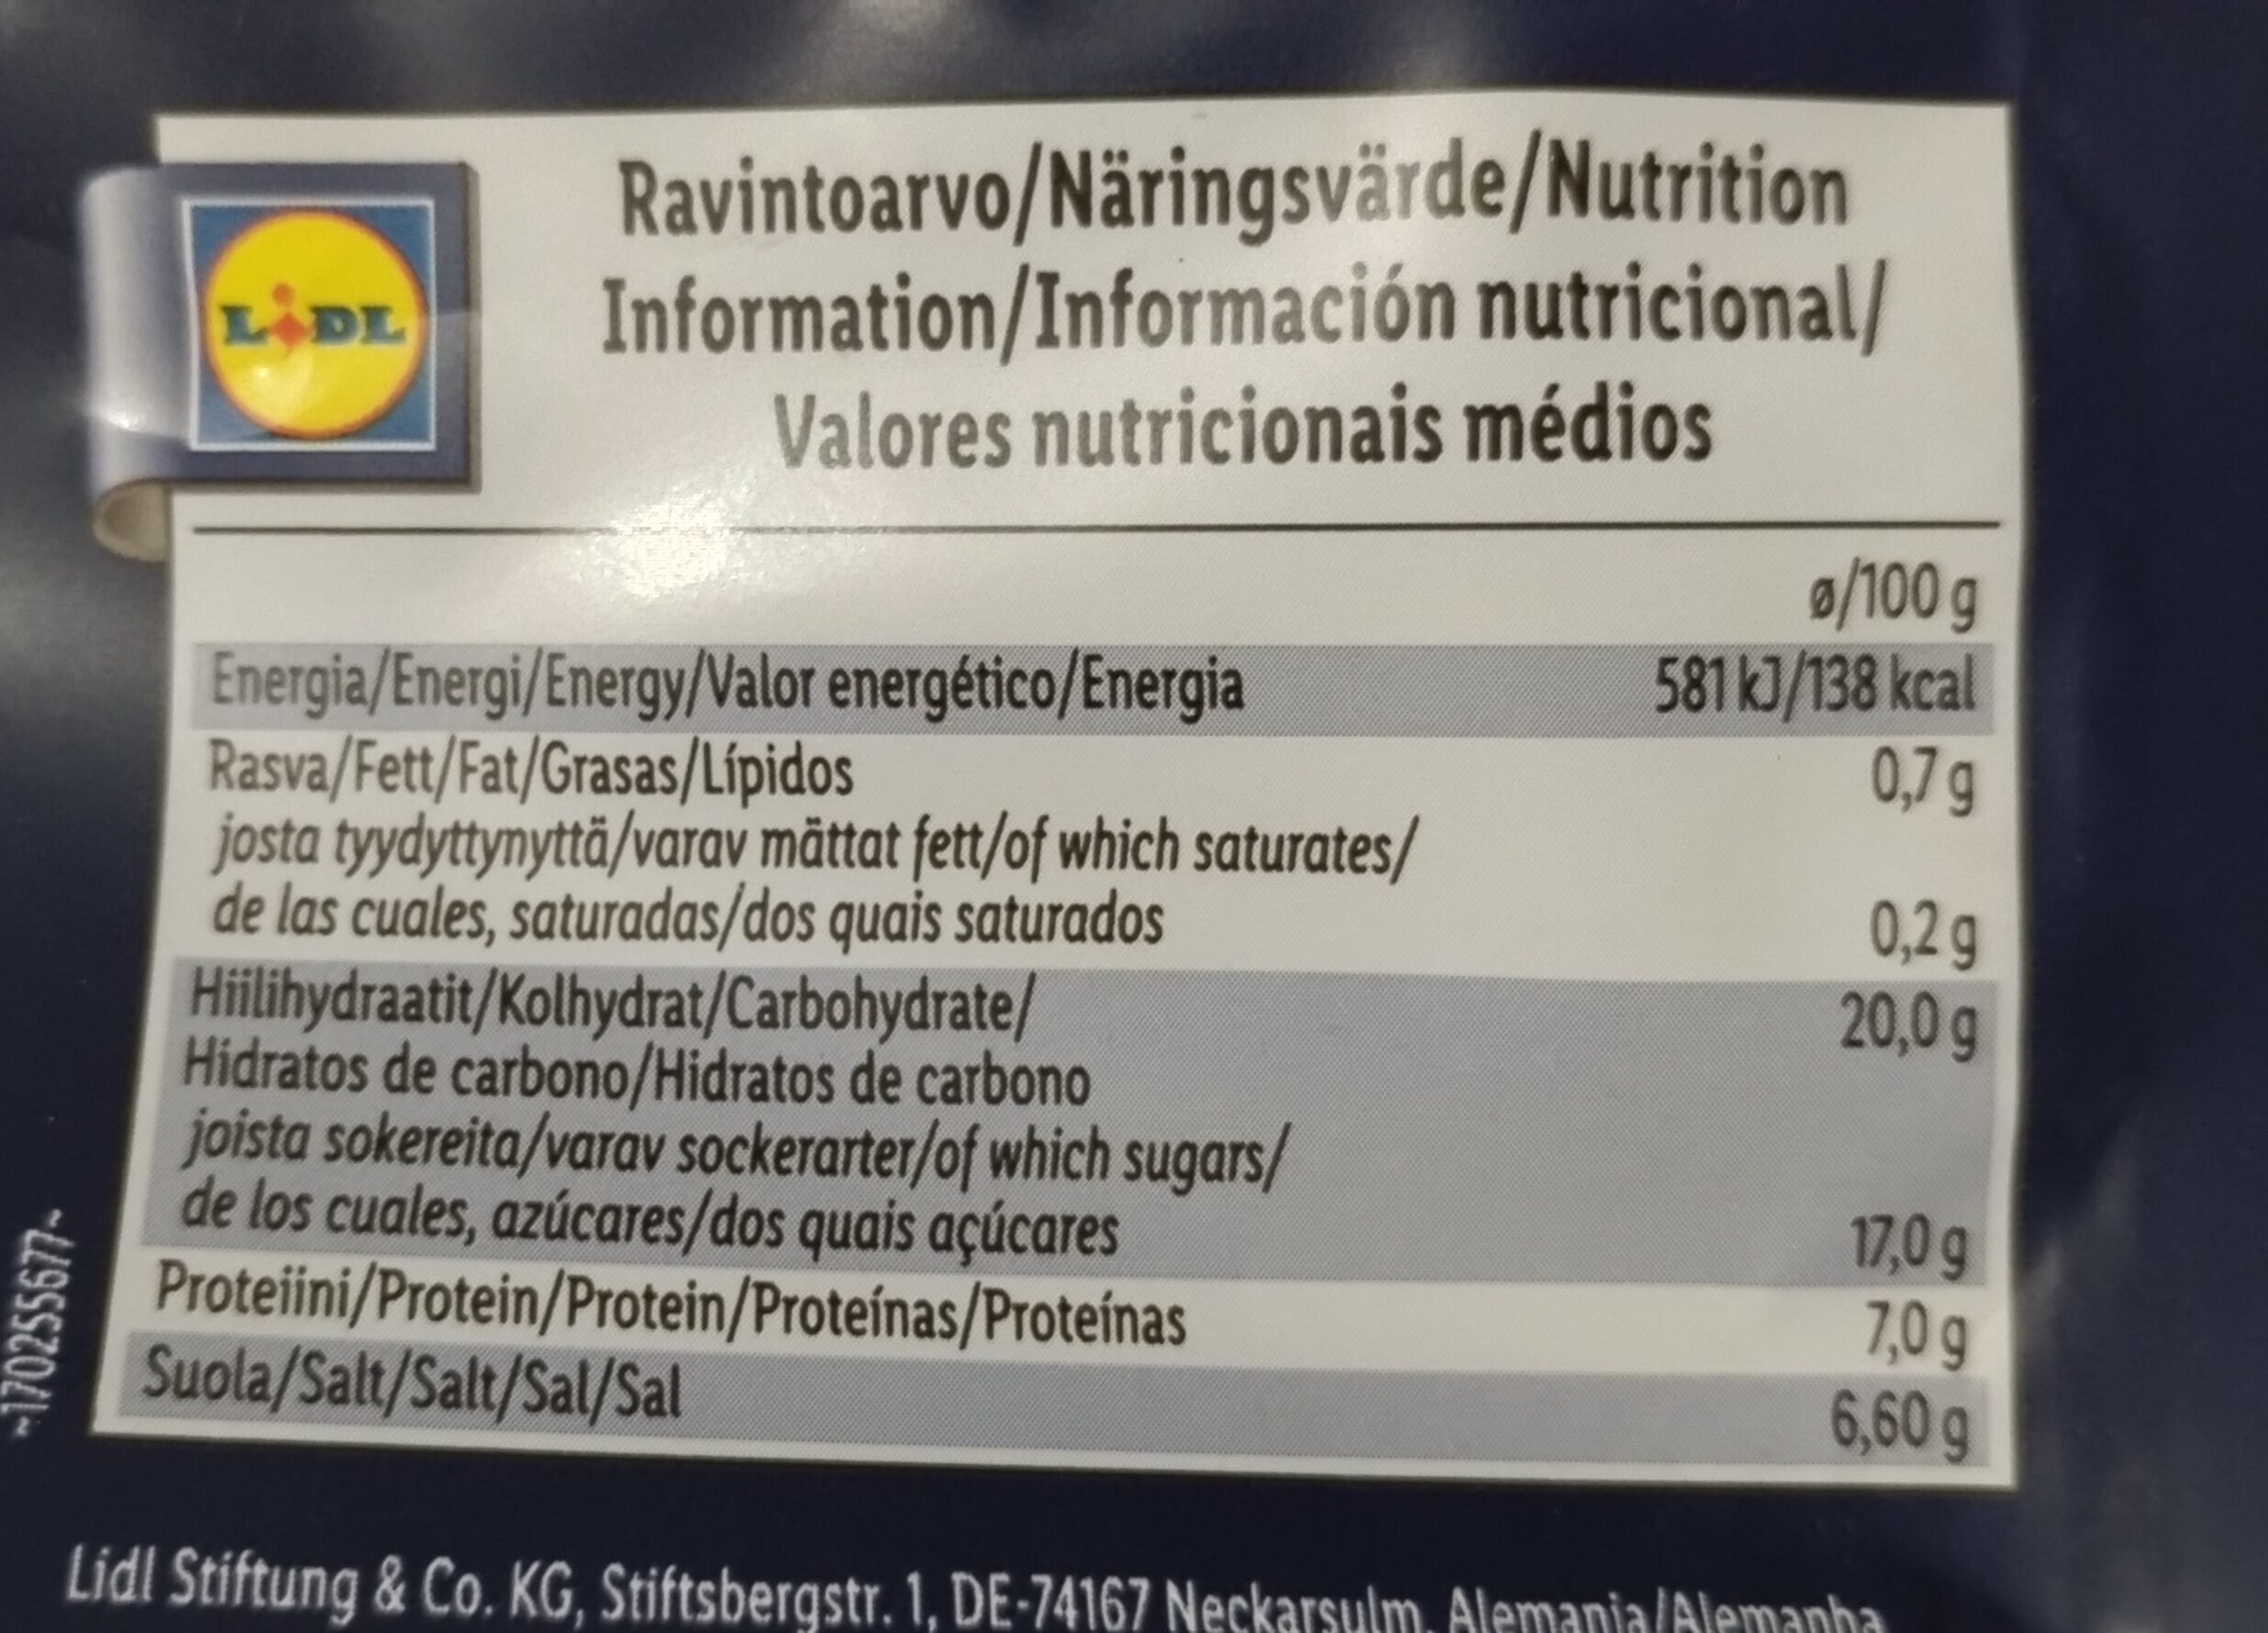 LIDL
Ravintoarvo/Näringsvärde/Nutrition
Information/Información nutricional/
Valores nutricionais médios
ø/100 g
Energia/Energi/Energy/Valor energético/Energia 581 kJ/138 kcal
Rasva/Fett/Fat/Grasas/Lípidos 0,7 g
josta tyydyttynyttä/varav mättat fett/of which saturates/
de las cuales, saturadas/dos quais saturados 0,2 g
Hiilihydraatit/Kolhydrat/Carbohydrate/ 20,0 g
Hidratos de carbono/Hidratos de carbono
joista sokereita/varav sockerarter/of which sugars/
de los cuales, azúcares/dos quais açúcares 17,0 g
Proteiini/Protein/Protein/Proteínas/Proteínas 7,0 g
Suola/Salt/Salt/Sal/Sal 6,60 g
~170255677~
Lidl Stiftung & Co. KG, Stiftsbergstr. 1, DE-74167 Neckarsulm, Alemania/Alemanha